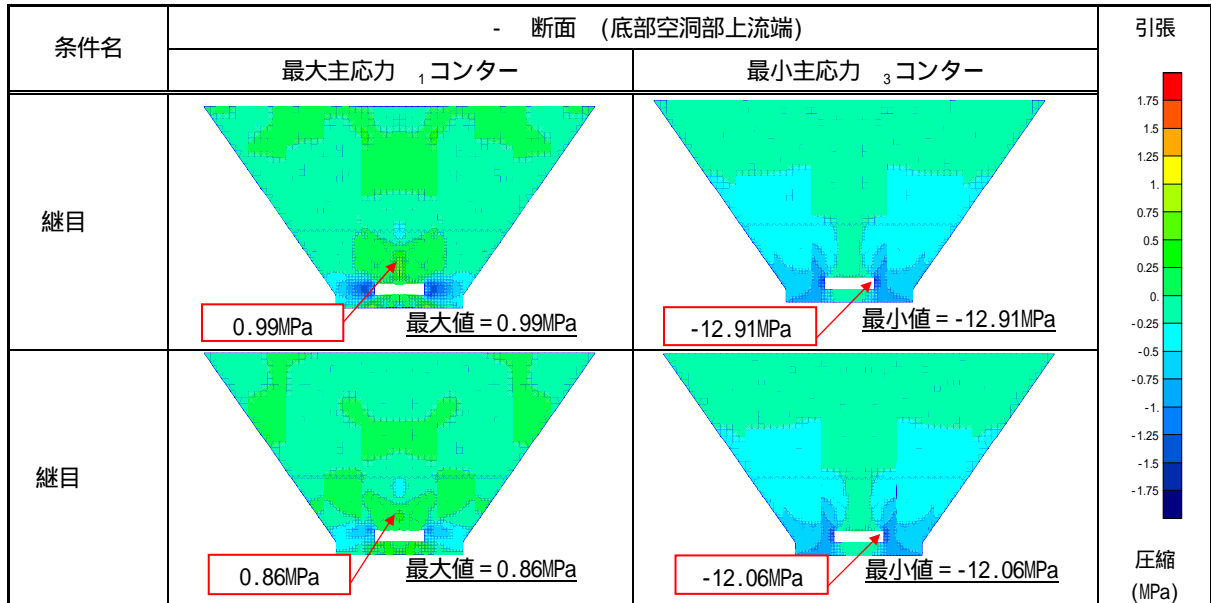 条件名
- 断面 (底部空洞部上流端)
最大主応力 ₁コンター
最小主応力 ₃コンター
引張
継目
0.99MPa
最大値=0.99MPa
-12.91MPa
最小値=-12.91MPa
継目
0.86MPa
最大値=0.86MPa
-12.06MPa
最小値=-12.06MPa
1.75
1.5
1.25
1.
0.75
0.5
0.25
0.
-0.25
-0.5
-0.75
-1.
-1.25
-1.5
-1.75
圧縮
(MPa)